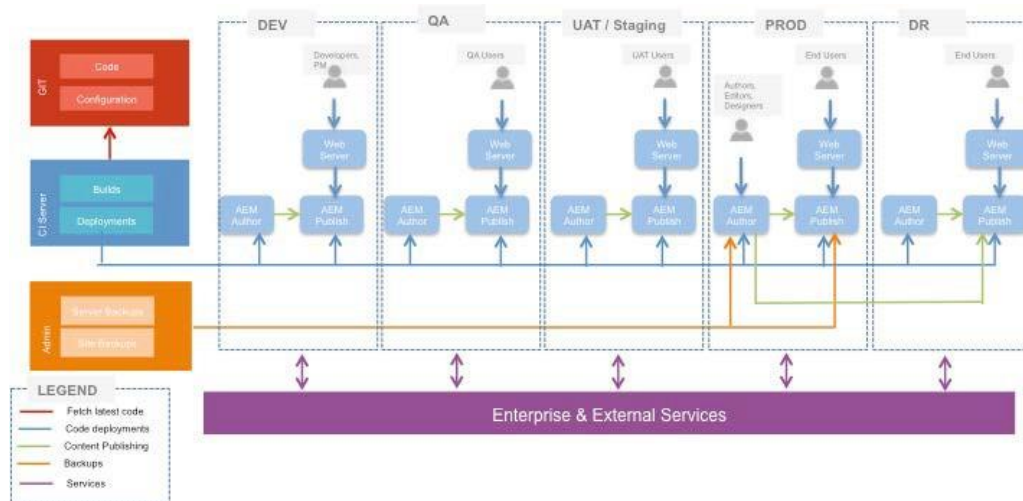 DEV
QA
UAT / Staging
PROD
DR
Developers,
PM
QA Users
UAT Users
Authors,
Editors,
Designers
End Users
End Users
GIT
Code
Configuration
CI Server
Builds
Deployments
Web
Server
Web
Server
Web
Server
Web
Server
Web
Server
AEM
Author
AEM
Publish
AEM
Author
AEM
Publish
AEM
Author
AEM
Publish
AEM
Author
AEM
Publish
AEM
Author
AEM
Publish
Admin
Server Backups
Site Backups
LEGEND
Fetch latest code
Code deployments
Content Publishing
Backups
Services
Enterprise & External Services